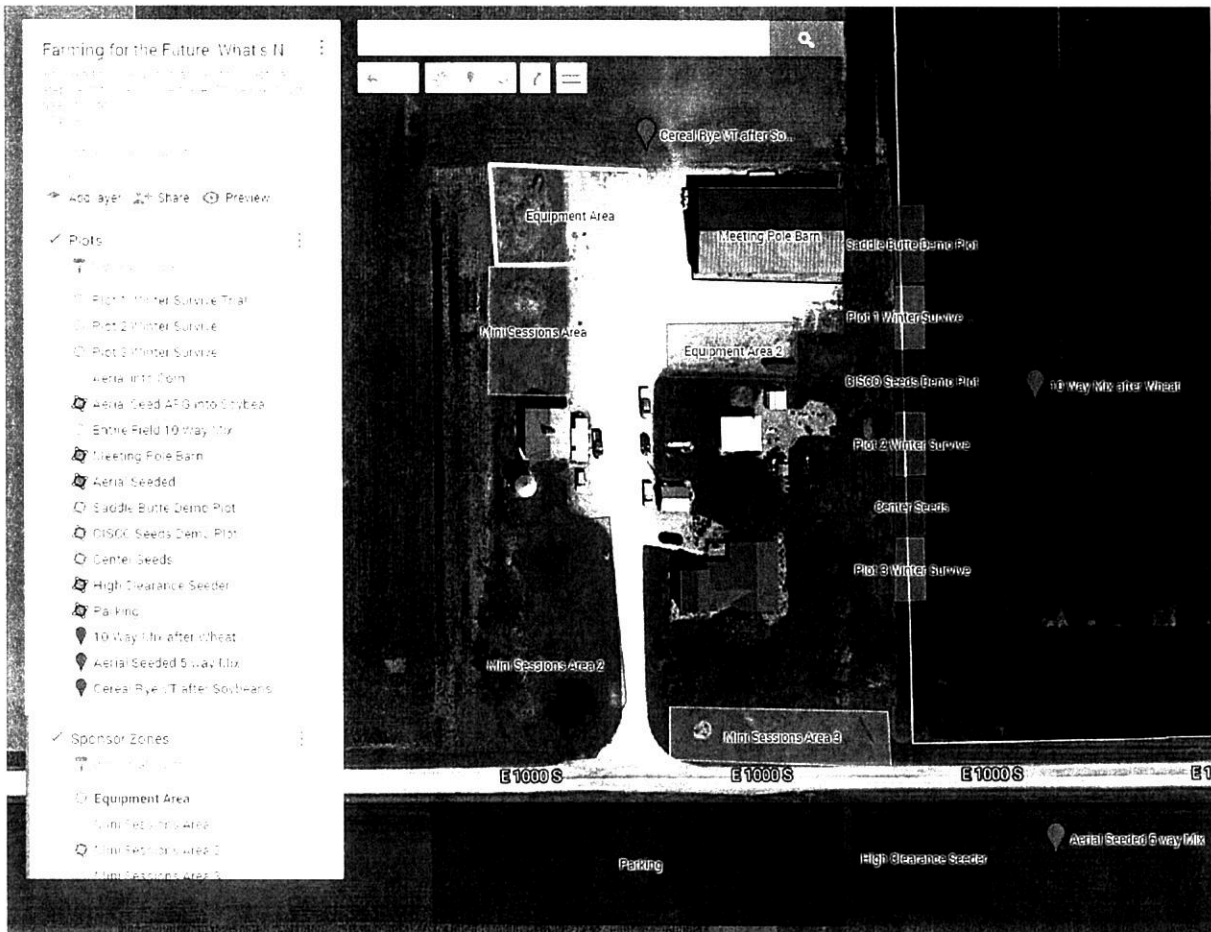 Farming for the Future: What's N
Add layer Share Preview
Plots
Plot 1 Winter Survive Trial
Plot 2 Winter Survive
Plot 3 Winter Survive
Aerial into Corn
Aerial Seed ARG into Soybea
Entire Field 10 Way Mix
Meeting Pole Barn
Aerial Seeded
Saddle Butte Demo Plot
CISCO Seeds Demo Plot
Center Seeds
High Clearance Seeder
Parking
10 Way Mix after Wheat
Aerial Seeded 5 way Mix
Cereal Rye VT after Soybeans
Sponsor Zones
Equipment Area
Mini Sessions Area
Mini Sessions Area 2
Mini Sessions Area 3
Cereal Rye VT after So...
Equipment Area
Meeting Pole Barn
Saddle Butte Demo Plot
Mini Sessions Area
Plot 1 Winter Survive ...
Equipment Area 2
CISCO Seeds Demo Plot
10 Way Mix after Wheat
Plot 2 Winter Survive
Center Seeds
Plot 3 Winter Survive
Mini Sessions Area 2
Mini Sessions Area 3
E 1000 S
E 1000 S
E 1000 S
E 1
Parking
High Clearance Seeder
Aerial Seeded 5 way Mix